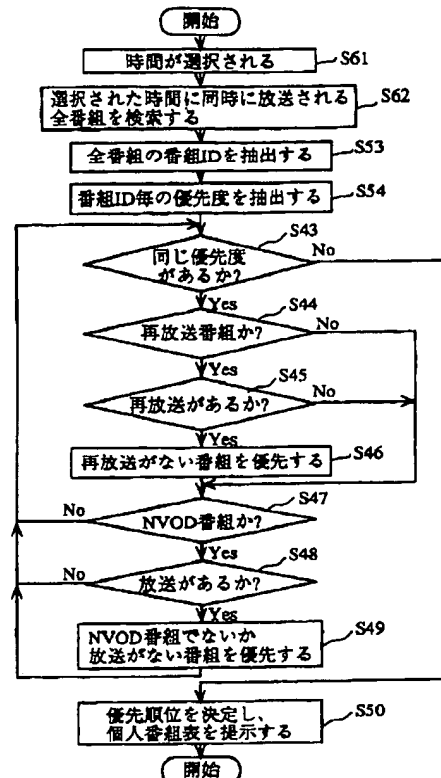 開始
時間が選択される
S61
選択された時間に同時に放送される
全番組を検索する
S62
全番組の番組IDを抽出する
S53
番組ID毎の優先度を抽出する
S54
同じ優先度
があるか?
S43
No
Yes
再放送番組か?
S44
No
Yes
再放送があるか?
S45
No
Yes
再放送がない番組を優先する
S46
NVOD番組か?
S47
No
Yes
放送があるか?
S48
No
Yes
NVOD番組でないか
放送がない番組を優先する
S49
優先順位を決定し、
個人番組表を提示する
S50
開始